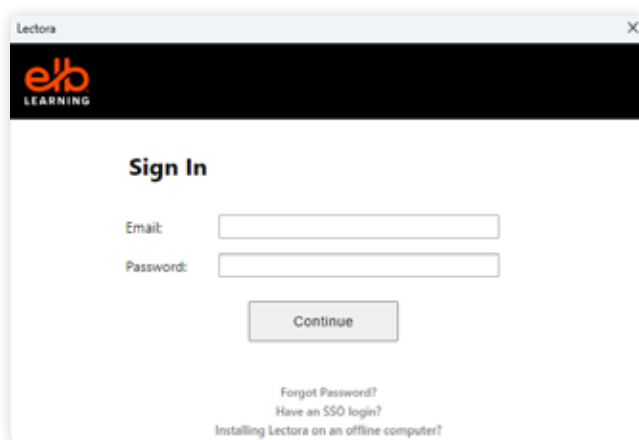 Lectora
elb
LEARNING
Sign In
Email:
Password:
Continue
Forgot Password?
Have an SSO login?
Installing Lectora on an offline computer?